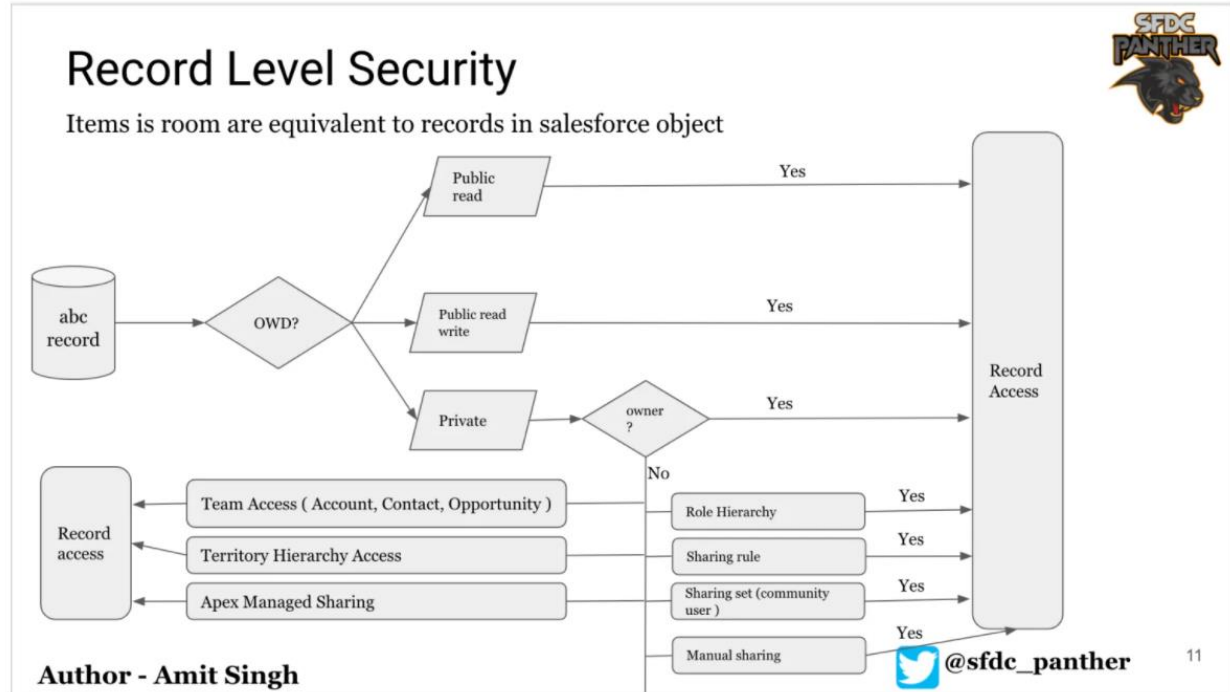 SFDC
PANTHER
Record Level Security
Items is room are equivalent to records in salesforce object
Public
read
Yes
abc
record
OWD?
Public read
write
Yes
Private
owner
?
Yes
Record
Access
No
Record
access
Team Access ( Account, Contact, Opportunity )
Territory Hierarchy Access
Apex Managed Sharing
Role Hierarchy
Yes
Sharing rule
Yes
Sharing set (community
user )
Yes
Manual sharing
Yes
Author - Amit Singh
@sfdc_panther
11